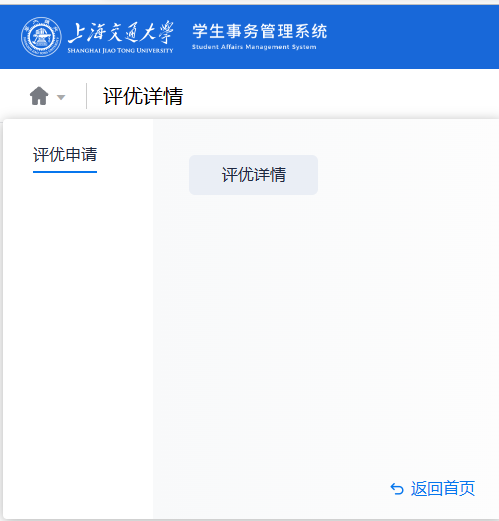 上海交通大学
SHANGHAI JIAO TONG UNIVERSITY
学生事务管理系统
Student Affairs Management System
评优详情
评优申请
评优详情
返回首页